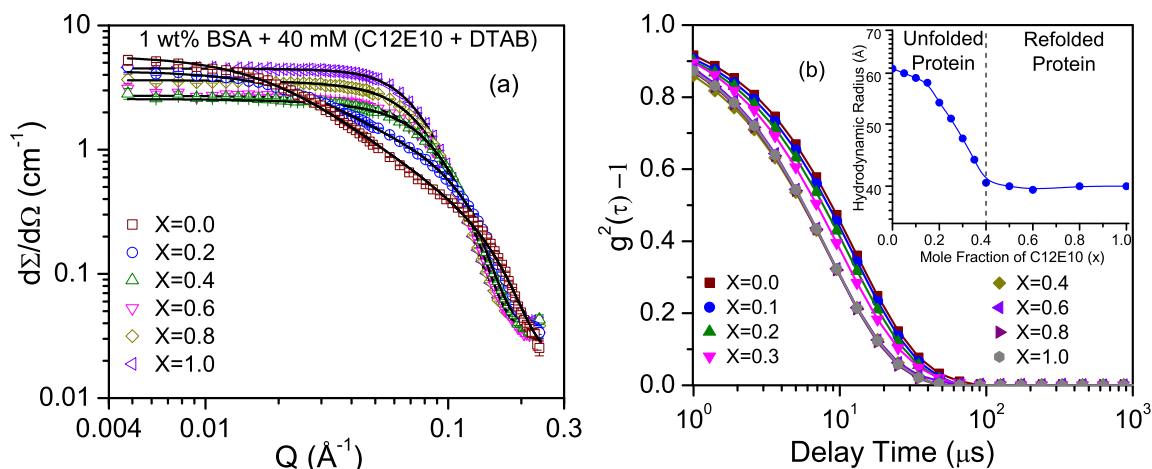 1 wt% BSA + 40 mM (C12E10 + DTAB)
(a)
10
1
0.1
0.01
dΣ/dΩ (cm⁻¹)
X=0.0
X=0.2
X=0.4
X=0.6
X=0.8
X=1.0
0.004
0.01
0.1
0.3
Q (Å⁻¹)
(b)
1.0
0.8
0.6
0.4
0.2
0.0
g²(τ)−1
X=0.0
X=0.1
X=0.2
X=0.3
X=0.4
X=0.6
X=0.8
X=1.0
10⁰
10¹
10²
10³
Delay Time (μs)
70
60
50
40
Hydrodynamic Radius (Å)
Unfolded
Protein
Refolded
Protein
0.0 0.2 0.4 0.6 0.8 1.0
Mole Fraction of C12E10 (x)